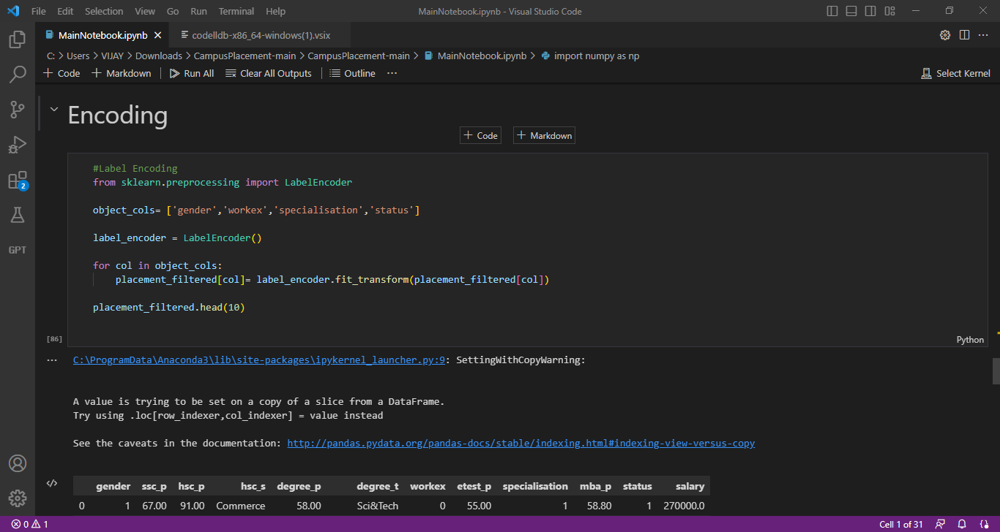 File Edit Selection View Go Run Terminal Help MainNotebook.ipynb - Visual Studio Code
MainNotebook.ipynb codelldb-x86_64-windows(1).vsix
C: > Users > VIJAY > Downloads > CampusPlacement-main > CampusPlacement-main > MainNotebook.ipynb > import numpy as np
+ Code + Markdown Run All Clear All Outputs Outline ... Select Kernel
Encoding
+ Code + Markdown
#Label Encoding
from sklearn.preprocessing import LabelEncoder
object_cols= ['gender','workex','specialisation','status']
label_encoder = LabelEncoder()
for col in object_cols:
placement_filtered[col]= label_encoder.fit_transform(placement_filtered[col])
placement_filtered.head(10)
[86]
Python
2
GPT
C:\ProgramData\Anaconda3\lib\site-packages\ipykernel_launcher.py:9: SettingWithCopyWarning:
A value is trying to be set on a copy of a slice from a DataFrame.
Try using .loc[row_indexer,col_indexer] = value instead
See the caveats in the documentation: http://pandas.pydata.org/pandas-docs/stable/indexing.html#indexing-view-versus-copy
gender ssc_p hsc_p hsc_s degree_p degree_t workex etest_p specialisation mba_p status salary
0 1 67.00 91.00 Commerce 58.00 Sci&Tech 0 55.00 1 58.80 1 270000.0
0 1 Cell 1 of 31